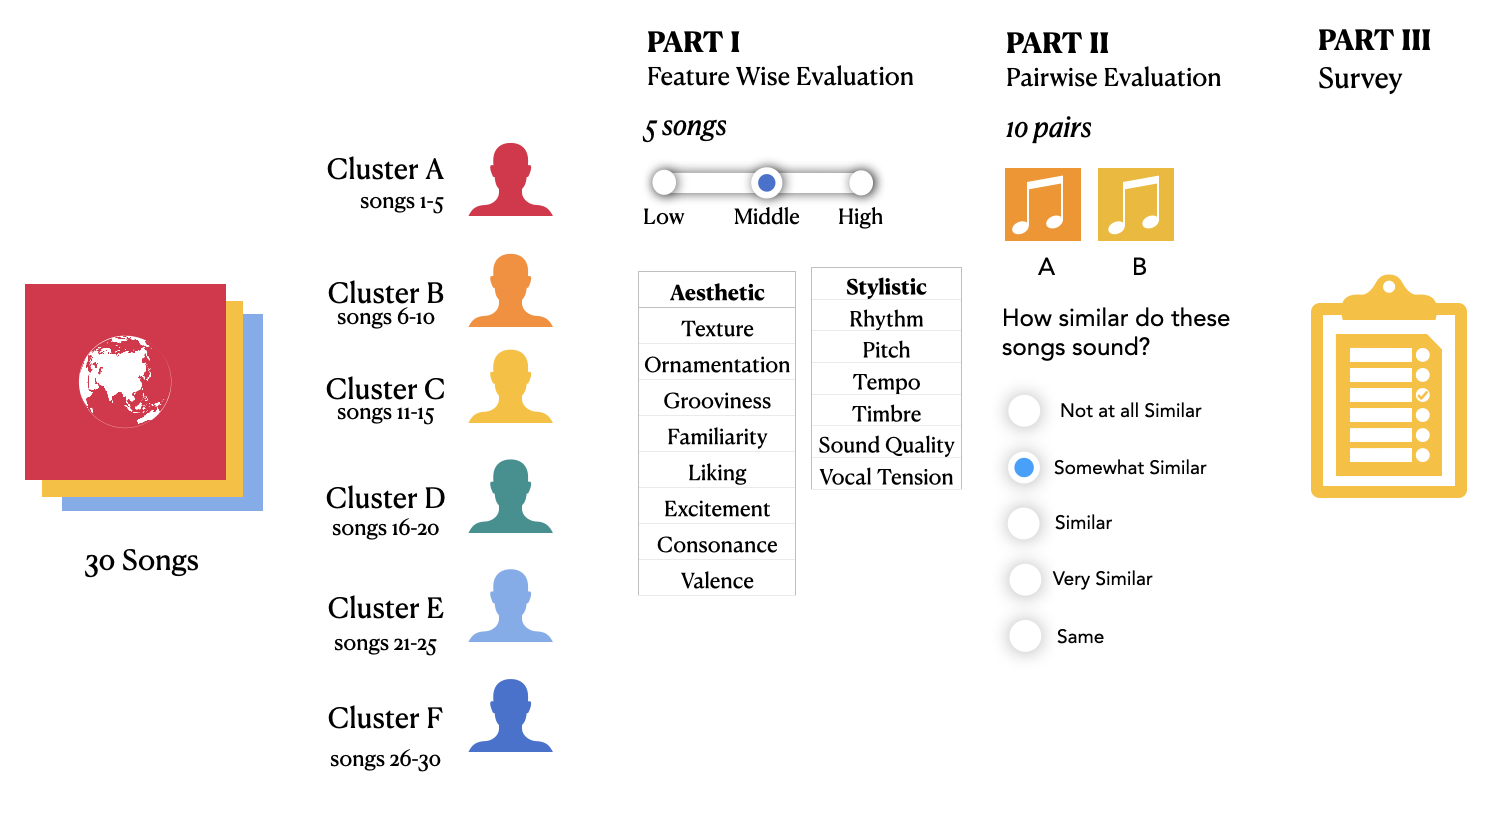 30 Songs
Cluster A
songs 1-5
Cluster B
songs 6-10
Cluster C
songs 11-15
Cluster D
songs 16-20
Cluster E
songs 21-25
Cluster F
songs 26-30
PART I
Feature Wise Evaluation
5 songs
Low Middle High
Aesthetic
Texture
Ornamentation
Grooviness
Familiarity
Liking
Excitement
Consonance
Valence
Stylistic
Rhythm
Pitch
Tempo
Timbre
Sound Quality
Vocal Tension
PART II
Pairwise Evaluation
10 pairs
A B
How similar do these
songs sound?
Not at all Similar
Somewhat Similar
Similar
Very Similar
Same
PART III
Survey